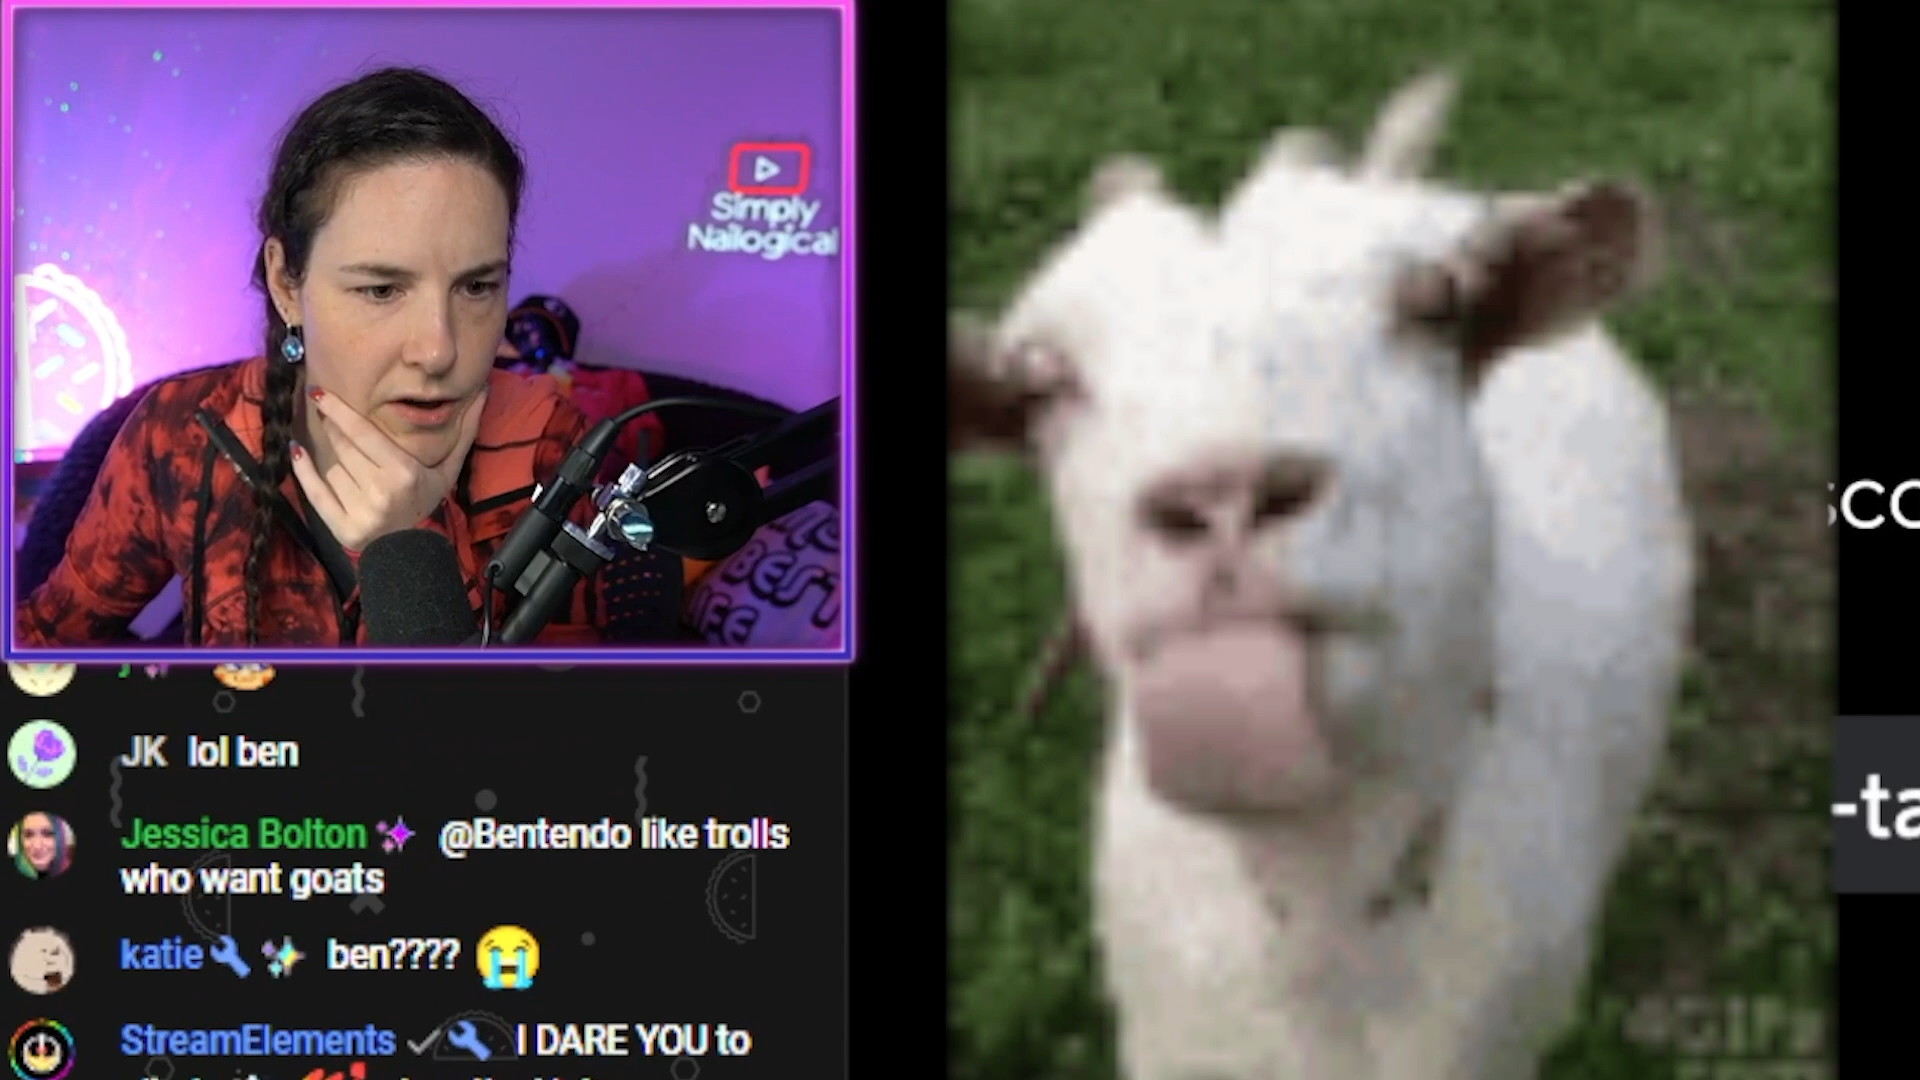 Simply
Nailogical
JK lol ben
Jessica Bolton @Bentendo like trolls
who want goats
katie ben????
StreamElements I DARE YOU to
-ta